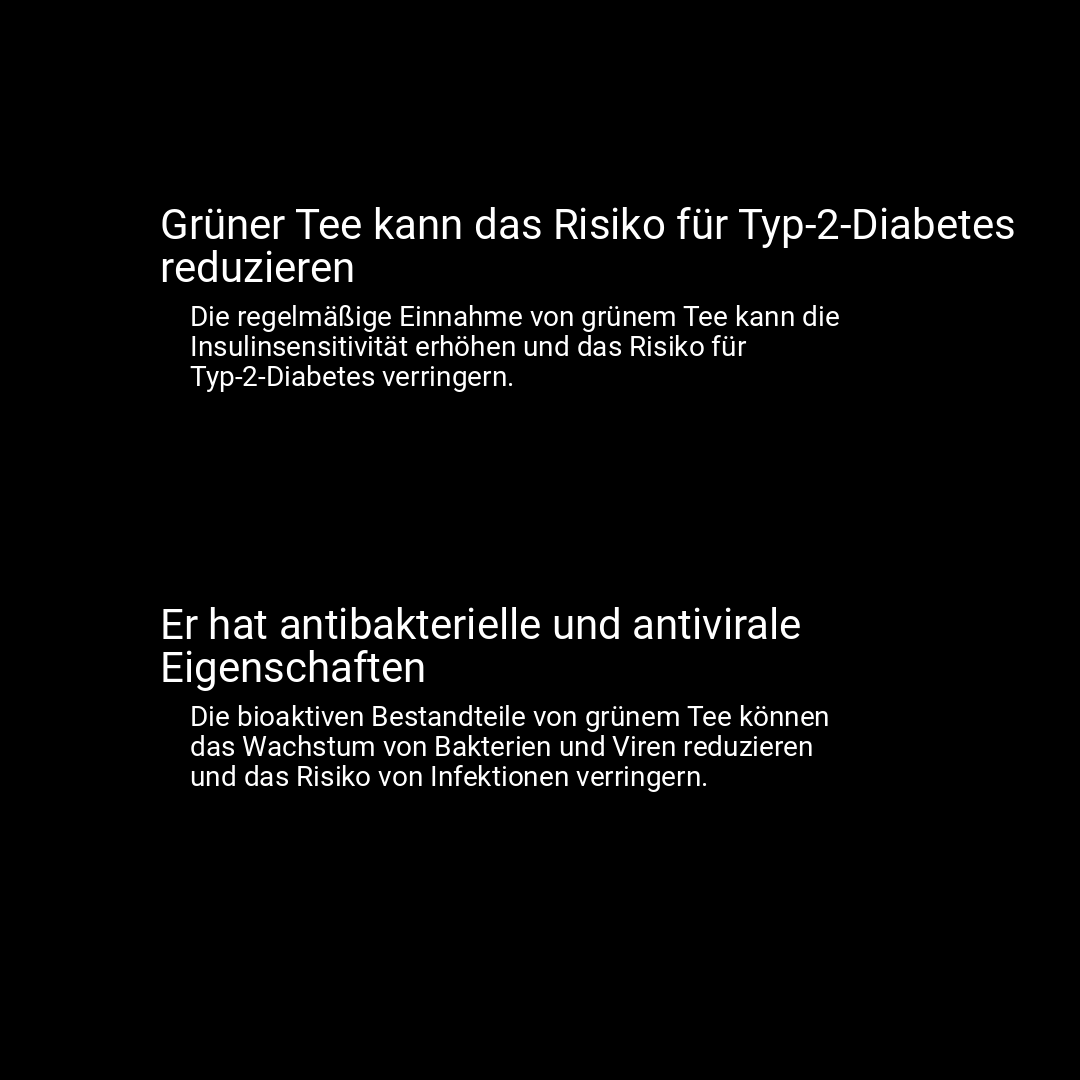 Grüner Tee kann das Risiko für Typ-2-Diabetes
reduzieren
Die regelmäßige Einnahme von grünem Tee kann die
Insulinsensitivität erhöhen und das Risiko für
Typ-2-Diabetes verringern.
Er hat antibakterielle und antivirale
Eigenschaften
Die bioaktiven Bestandteile von grünem Tee können
das Wachstum von Bakterien und Viren reduzieren
und das Risiko von Infektionen verringern.